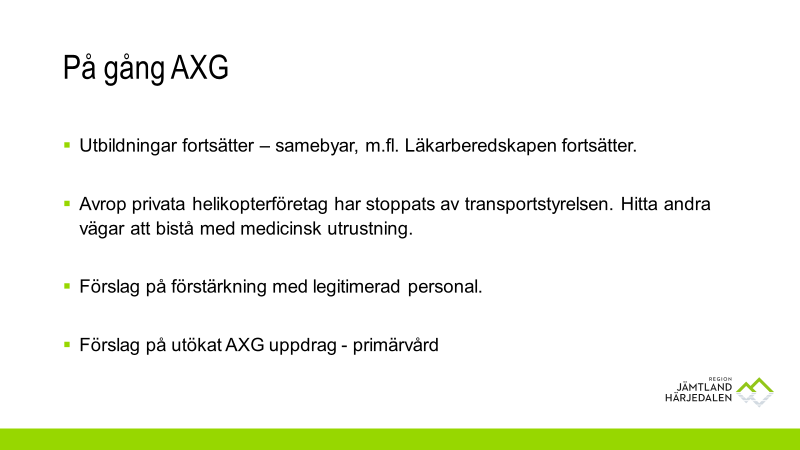 På gång AXG
Utbildningar fortsätter – samebyar, m.fl. Läkarberedskapen fortsätter.
Avrop privata helikopterföretag har stoppats av transportstyrelsen. Hitta andra
vägar att bistå med medicinsk utrustning.
Förslag på förstärkning med legitimerad personal.
Förslag på utökat AXG uppdrag - primärvård
REGION
JÄMTLAND
HÄRJEDALEN